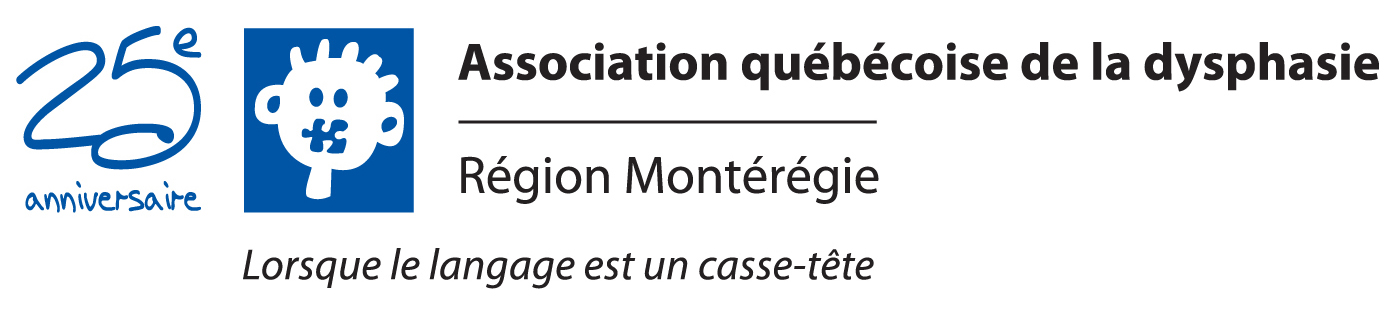 25e
anniversaire
Association québécoise de la dysphasie
Région Montérégie
Lorsque le langage est un casse-tête